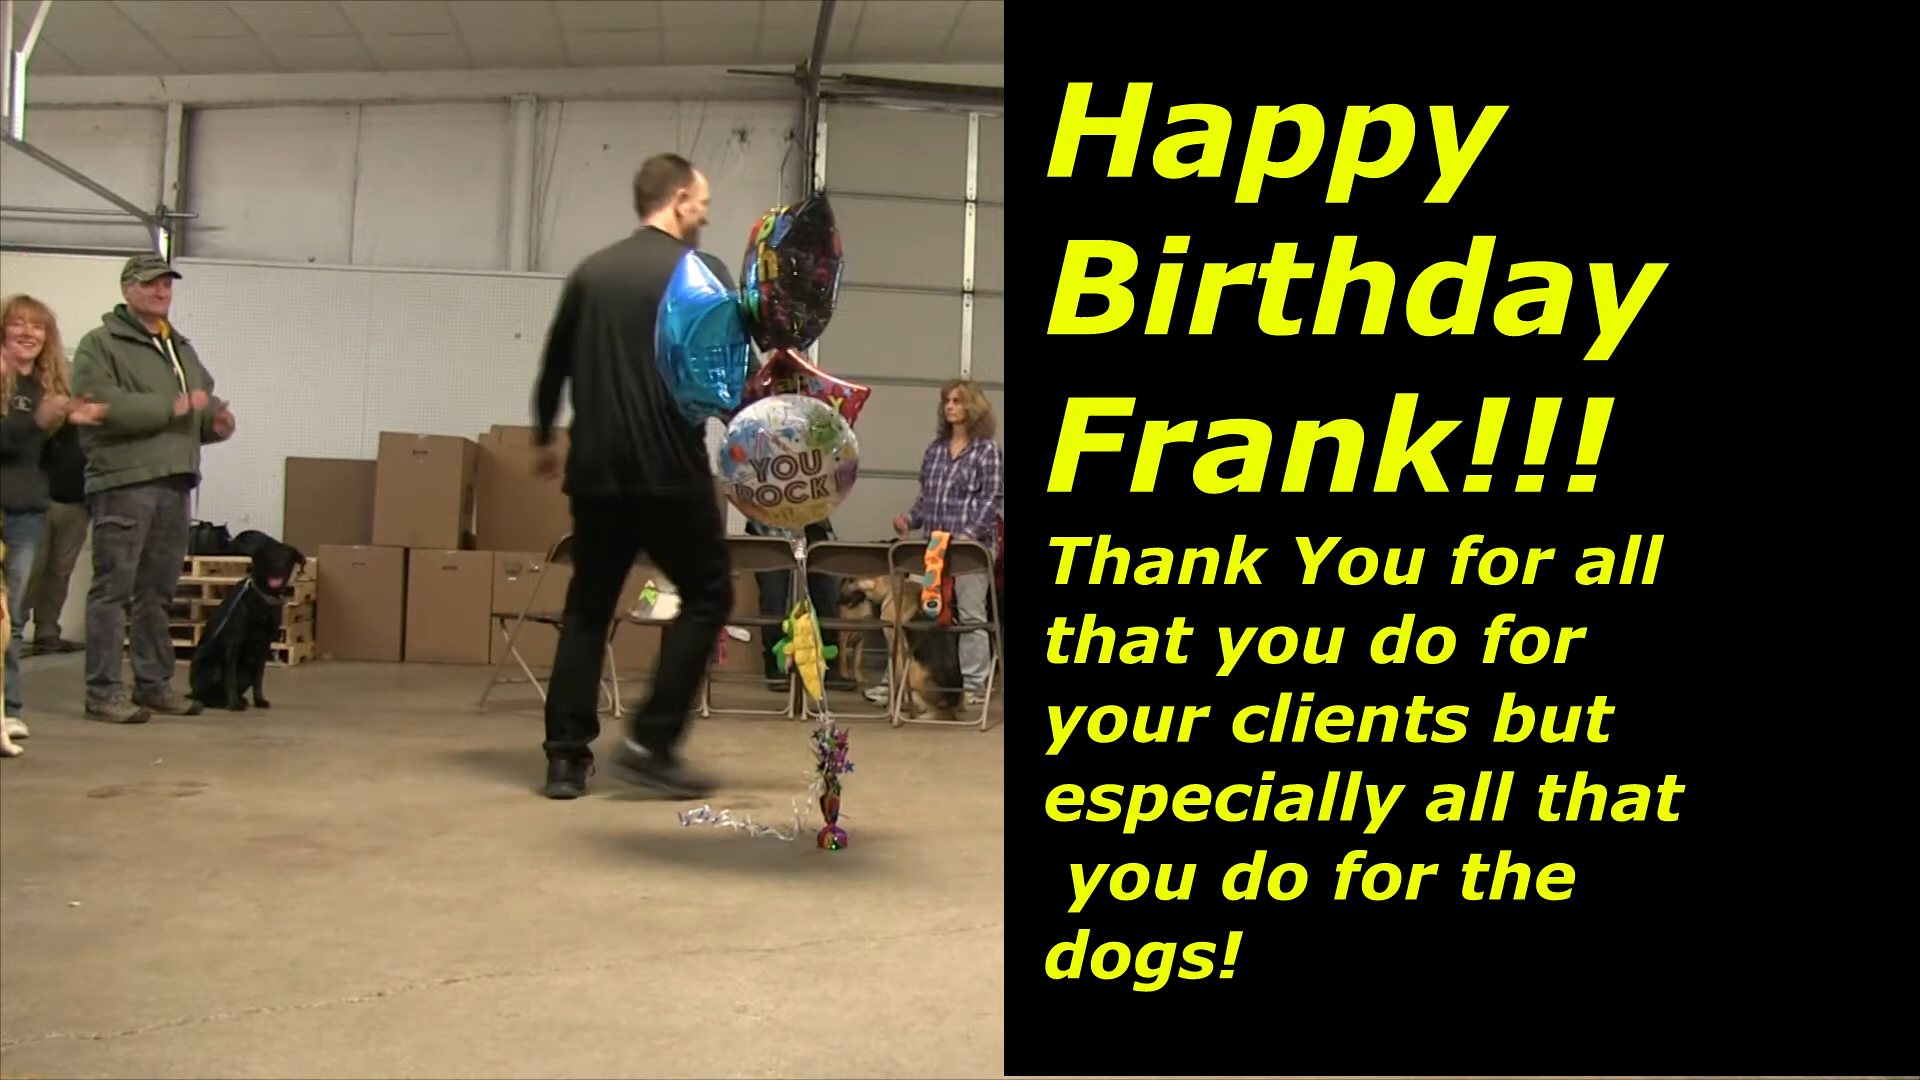 Happy
Birthday
Frank!!!
Thank You for all
that you do for
your clients but
especially all that
you do for the
dogs!
YOU
ROCK!